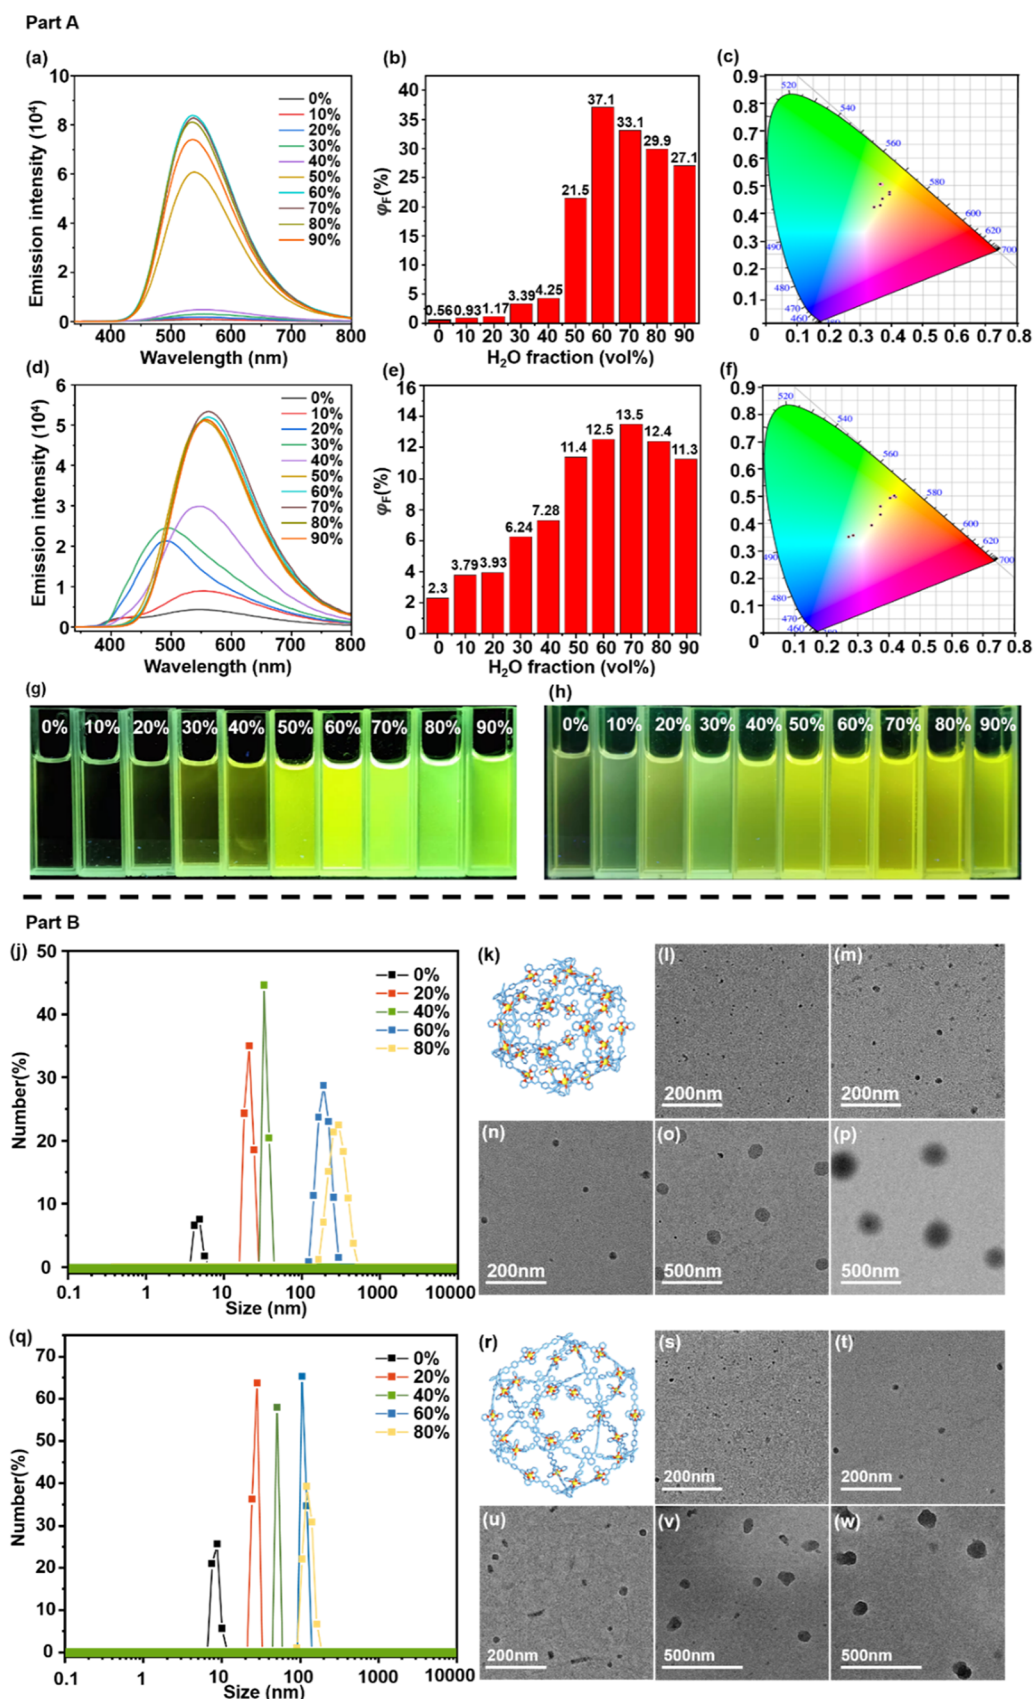 Part A
(a)
Emission intensity (10⁴)
10
8
6
4
2
0
0%
10%
20%
30%
40%
50%
60%
70%
80%
90%
400 500 600 700 800
Wavelength (nm)
(b)
φF(%)
40
35
30
25
20
15
10
5
0
0.56 0.93 1.17 3.39 4.25 21.5 37.1 33.1 29.9 27.1
0 10 20 30 40 50 60 70 80 90
H2O fraction (vol%)
(c)
0.9
0.8
0.7
0.6
0.5
0.4
0.3
0.2
0.1
0
520
540
560
580
600
620
700
490
480
470
460
0.1 0.2 0.3 0.4 0.5 0.6 0.7 0.8
(d)
Emission intensity (10⁴)
6
5
4
3
2
1
0
0%
10%
20%
30%
40%
50%
60%
70%
80%
90%
400 500 600 700 800
Wavelength (nm)
(e)
φF(%)
16
14
12
10
8
6
4
2
0
2.3 3.79 3.93 6.24 7.28 11.4 12.5 13.5 12.4 11.3
0 10 20 30 40 50 60 70 80 90
H2O fraction (vol%)
(f)
0.9
0.8
0.7
0.6
0.5
0.4
0.3
0.2
0.1
0
520
540
560
580
600
620
700
490
480
470
460
0.1 0.2 0.3 0.4 0.5 0.6 0.7 0.8
(g)
0% 10% 20% 30% 40% 50% 60% 70% 80% 90%
(h)
0% 10% 20% 30% 40% 50% 60% 70% 80% 90%
Part B
(j)
Number(%)
50
40
30
20
10
0
0%
20%
40%
60%
80%
0.1 1 10 100 1000 10000
Size (nm)
(k)
(l)
200nm
(m)
200nm
(n)
200nm
(o)
500nm
(p)
500nm
(q)
Number(%)
70
60
50
40
30
20
10
0
0%
20%
40%
60%
80%
0.1 1 10 100 1000 10000
Size (nm)
(r)
(s)
200nm
(t)
200nm
(u)
200nm
(v)
500nm
(w)
500nm